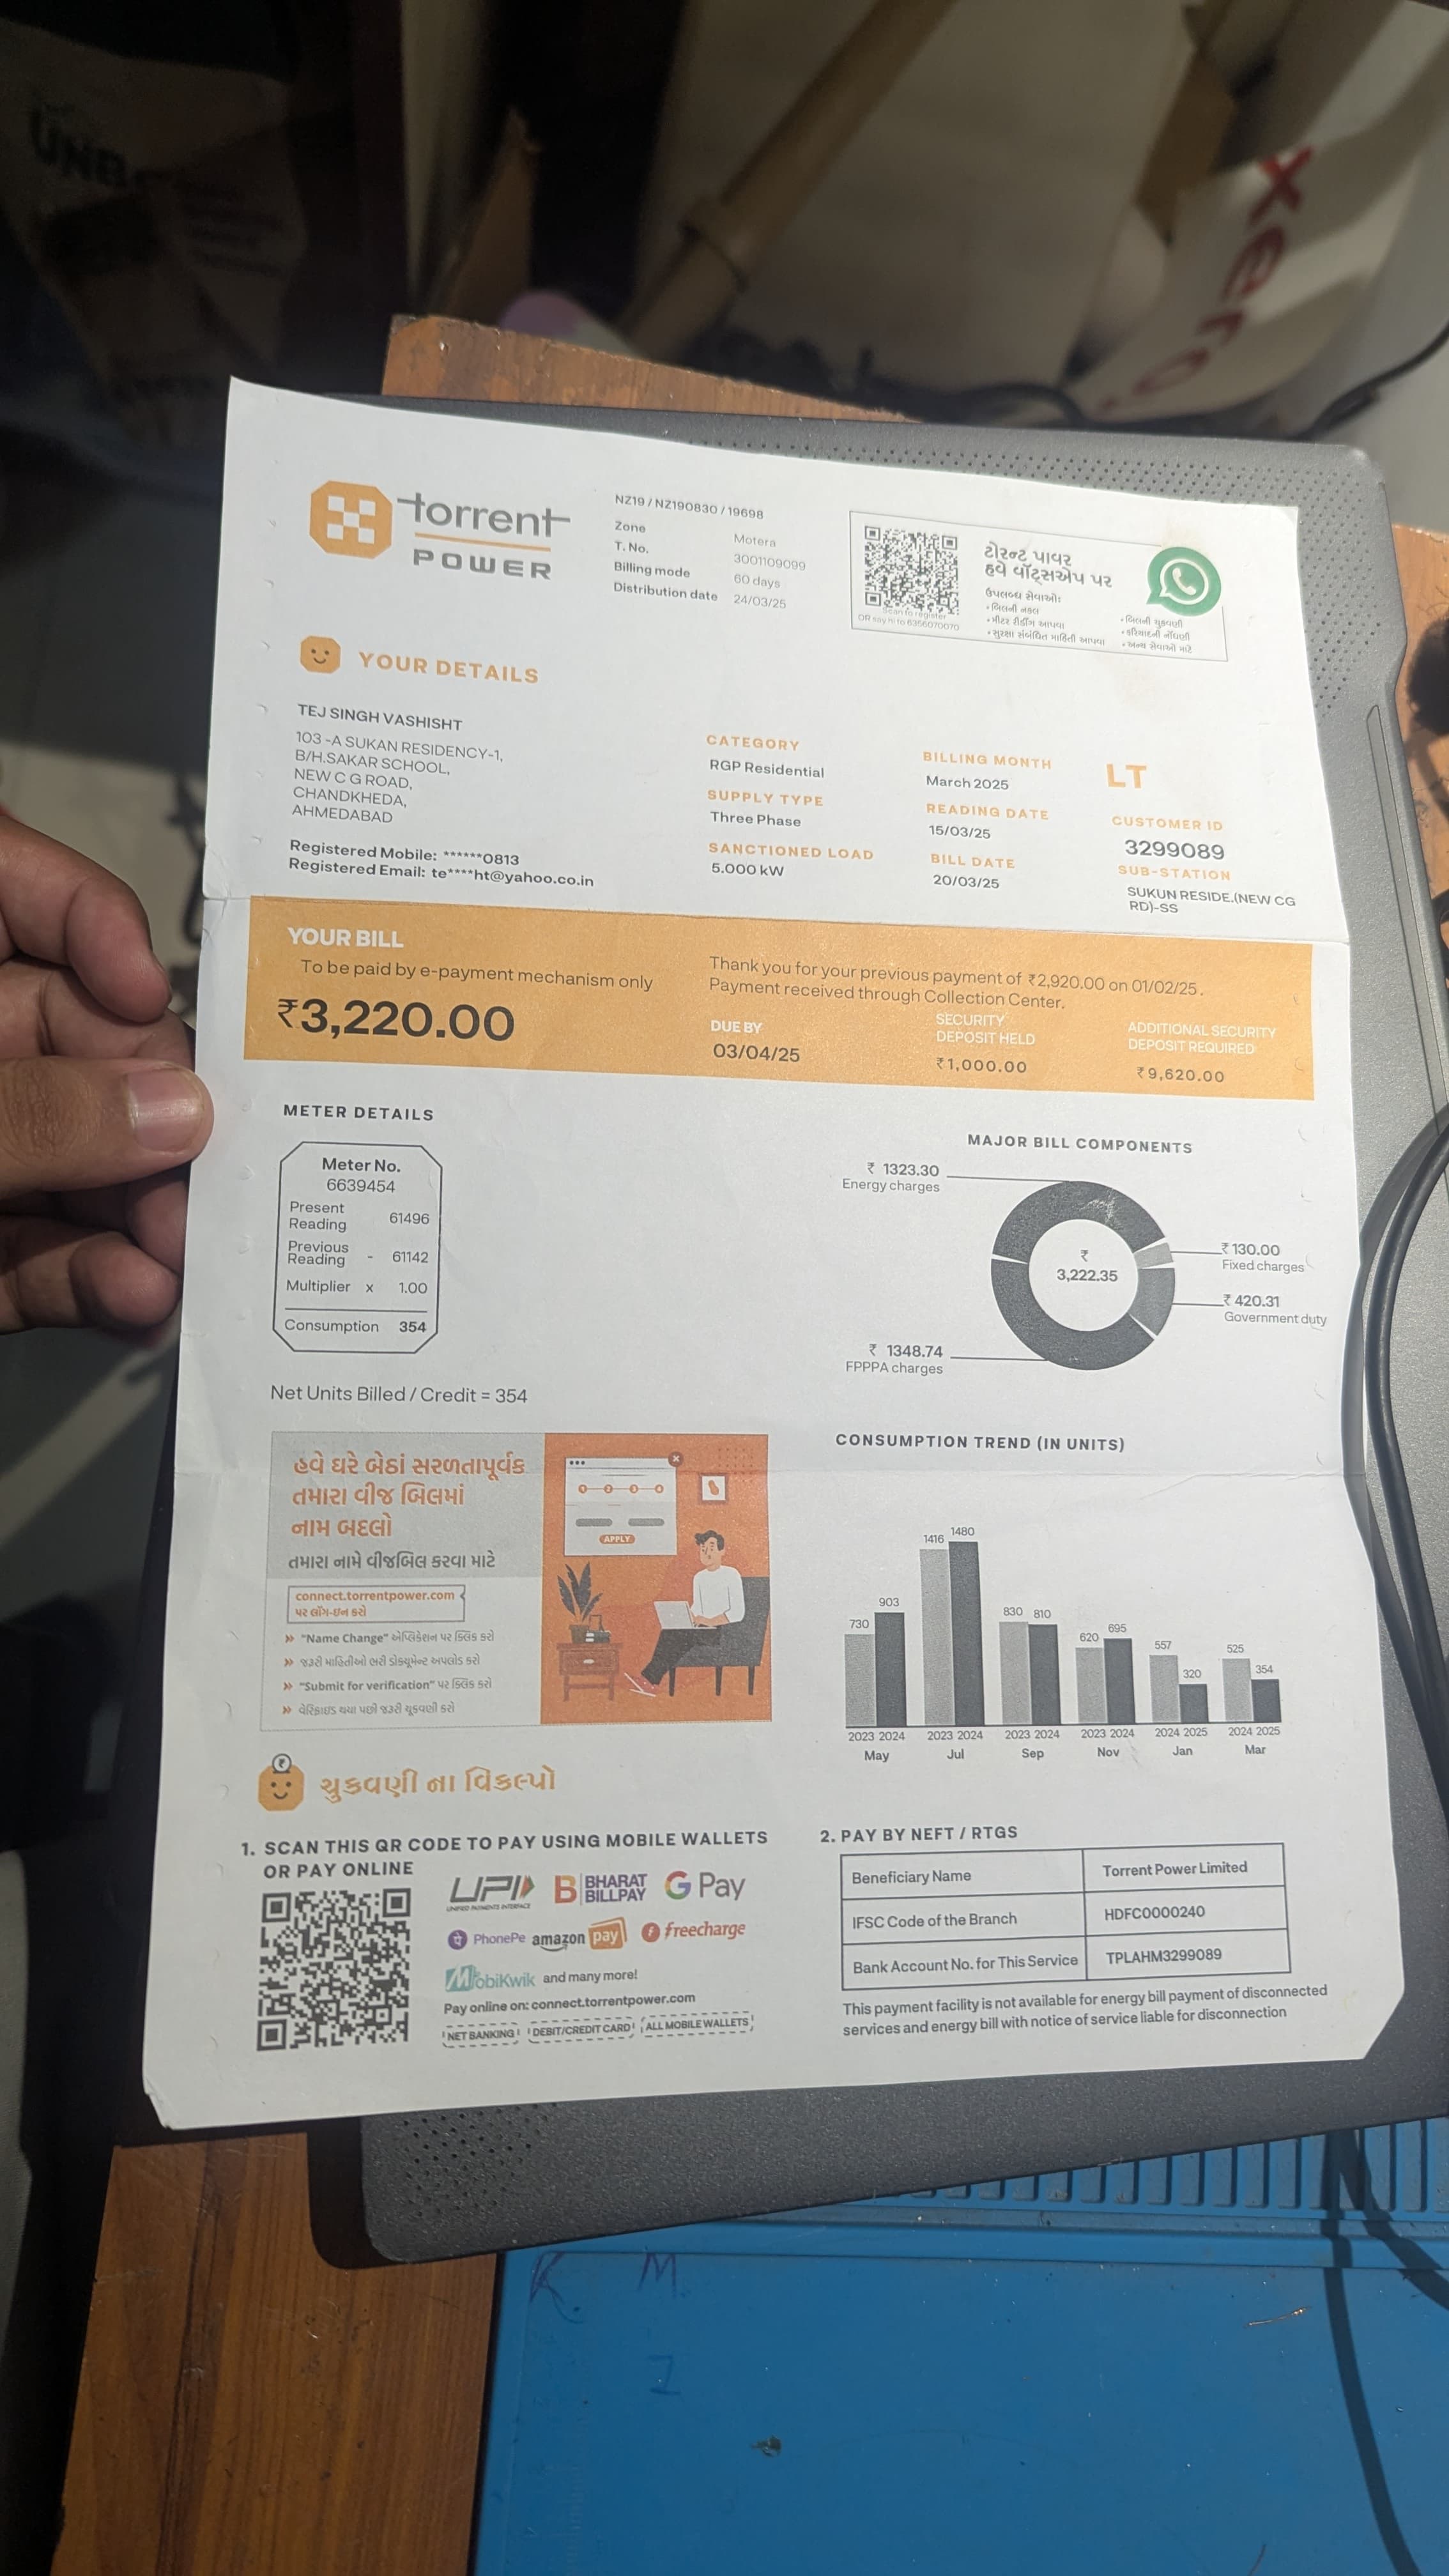 torrent
POWER
NZ19 / NZ190830 / 19698
Zone Motera
T. No. 3001109099
Billing mode 60 days
Distribution date 24/03/25
ટોરન્ટ પાવર
હવે વૉટ્સએપ પર
ઉપલબ્ધ સેવાઓ:
• બિલની નકલ
• મીટર રીડીંગ આપવા
• સુરક્ષા સંબંધિત માહિતી આપવા
• બિલની ચુકવણી
• ફરિયાદની નોંધણી
• અન્ય સેવાઓ માટે
Scan to register
OR say hi to 6356070070
YOUR DETAILS
TEJ SINGH VASHISHT
103 -A SUKAN RESIDENCY-1,
B/H.SAKAR SCHOOL,
NEW C G ROAD,
CHANDKHEDA,
AHMEDABAD
Registered Mobile: ******0813
Registered Email: te****ht@yahoo.co.in
CATEGORY
RGP Residential
SUPPLY TYPE
Three Phase
SANCTIONED LOAD
5.000 kW
BILLING MONTH
March 2025
READING DATE
15/03/25
BILL DATE
20/03/25
LT
CUSTOMER ID
3299089
SUB-STATION
SUKUN RESIDE.(NEW CG
RD)-SS
YOUR BILL
To be paid by e-payment mechanism only
₹3,220.00
Thank you for your previous payment of ₹2,920.00 on 01/02/25.
Payment received through Collection Center.
DUE BY
03/04/25
SECURITY
DEPOSIT HELD
₹1,000.00
ADDITIONAL SECURITY
DEPOSIT REQUIRED
₹9,620.00
METER DETAILS
Meter No.
6639454
Present
Reading 61496
Previous
Reading - 61142
Multiplier x 1.00
Consumption 354
Net Units Billed / Credit = 354
MAJOR BILL COMPONENTS
₹ 1323.30
Energy charges
₹ 130.00
Fixed charges
₹
3,222.35
₹ 420.31
Government duty
₹ 1348.74
FPPPA charges
હવે ઘરે બેઠાં સરળતાપૂર્વક
તમારા વીજ બિલમાં
નામ બદલો
તમારા નામે વીજબિલ કરવા માટે
connect.torrentpower.com
પર લૉગ-ઇન કરો
» "Name Change" એપ્લિકેશન પર ક્લિક કરો
» જરૂરી માહિતીઓ ભરી ડોક્યૂમેન્ટ અપલોડ કરો
» "Submit for verification" પર ક્લિક કરો
» વેરિફાઇડ થયા પછી જરૂરી ચૂકવણી કરો
APPLY
CONSUMPTION TREND (IN UNITS)
730 903 1416 1480 830 810 620 695 557 320 525 354
2023 2024 2023 2024 2023 2024 2023 2024 2024 2025 2024 2025
May Jul Sep Nov Jan Mar
ચુકવણી ના વિકલ્પો
1. SCAN THIS QR CODE TO PAY USING MOBILE WALLETS
OR PAY ONLINE
UPI
UNIFIED PAYMENTS INTERFACE
B BHARAT
BILLPAY
G Pay
PhonePe amazon pay freecharge
MobiKwik and many more!
Pay online on: connect.torrentpower.com
NET BANKING DEBIT/CREDIT CARD ALL MOBILE WALLETS
2. PAY BY NEFT / RTGS
Beneficiary Name Torrent Power Limited
IFSC Code of the Branch HDFC0000240
Bank Account No. for This Service TPLAHM3299089
This payment facility is not available for energy bill payment of disconnected
services and energy bill with notice of service liable for disconnection
xero
K M